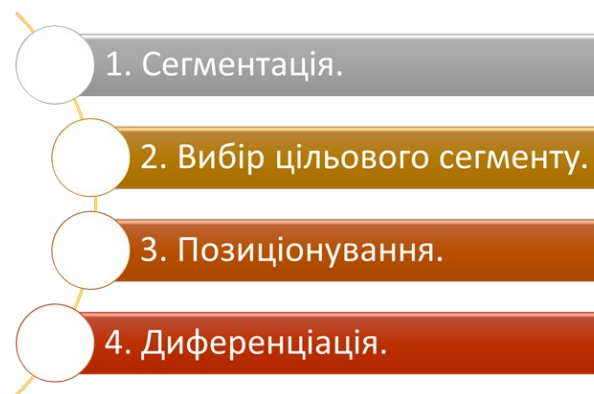 1. Сегментація.
2. Вибір цільового сегменту.
3. Позиціонування.
4. Диференціація.